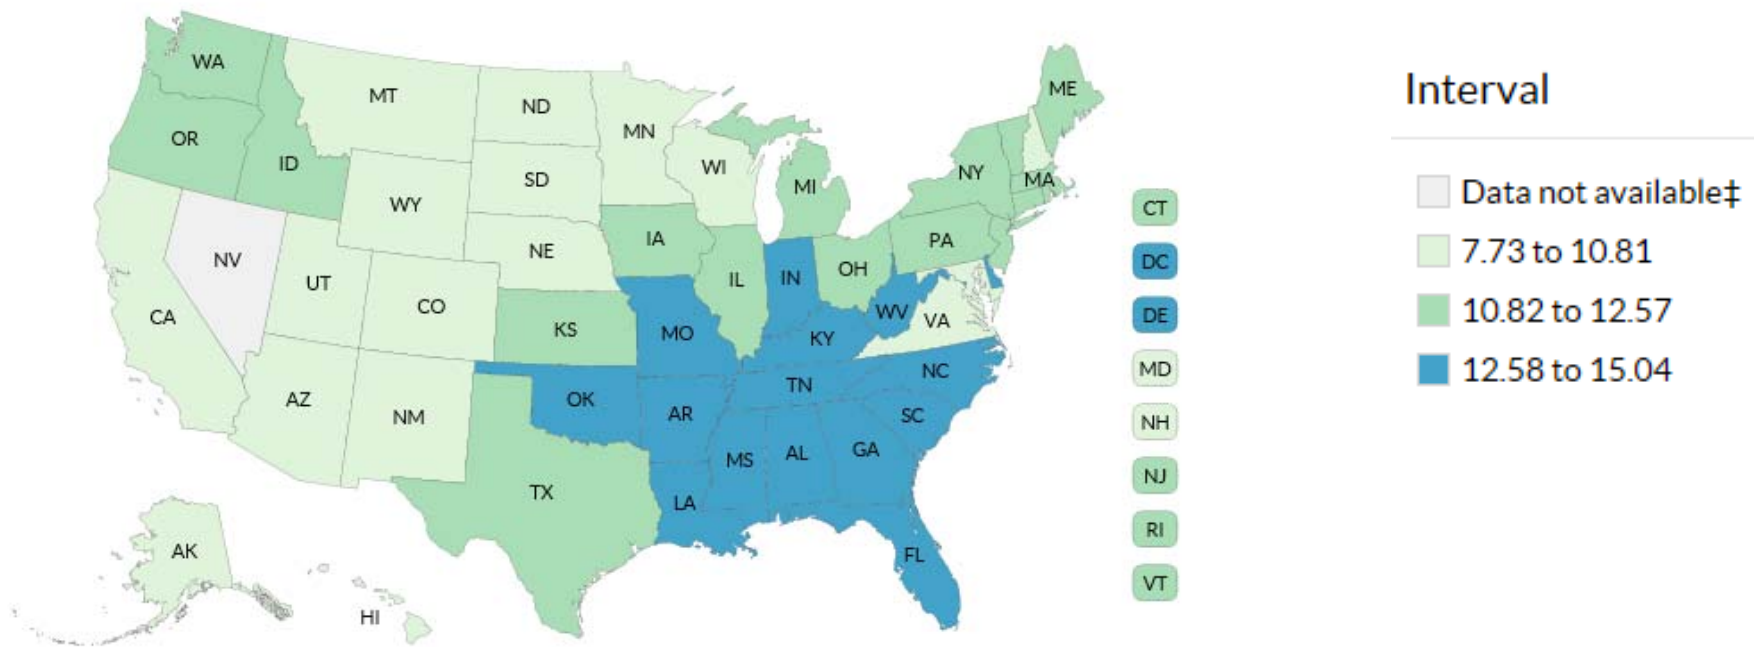 WA
MT
ND
MN
OR
ID
SD
WI
WY
MI
NY
MA
ME
NV
UT
CO
NE
IA
IL
IN
OH
PA
CA
KS
MO
WV
KY
VA
AZ
NM
OK
AR
TN
NC
SC
TX
LA
MS
AL
GA
FL
AK
HI
CT
DC
DE
MD
NH
NJ
RI
VT
Interval
Data not available‡
7.73 to 10.81
10.82 to 12.57
12.58 to 15.04